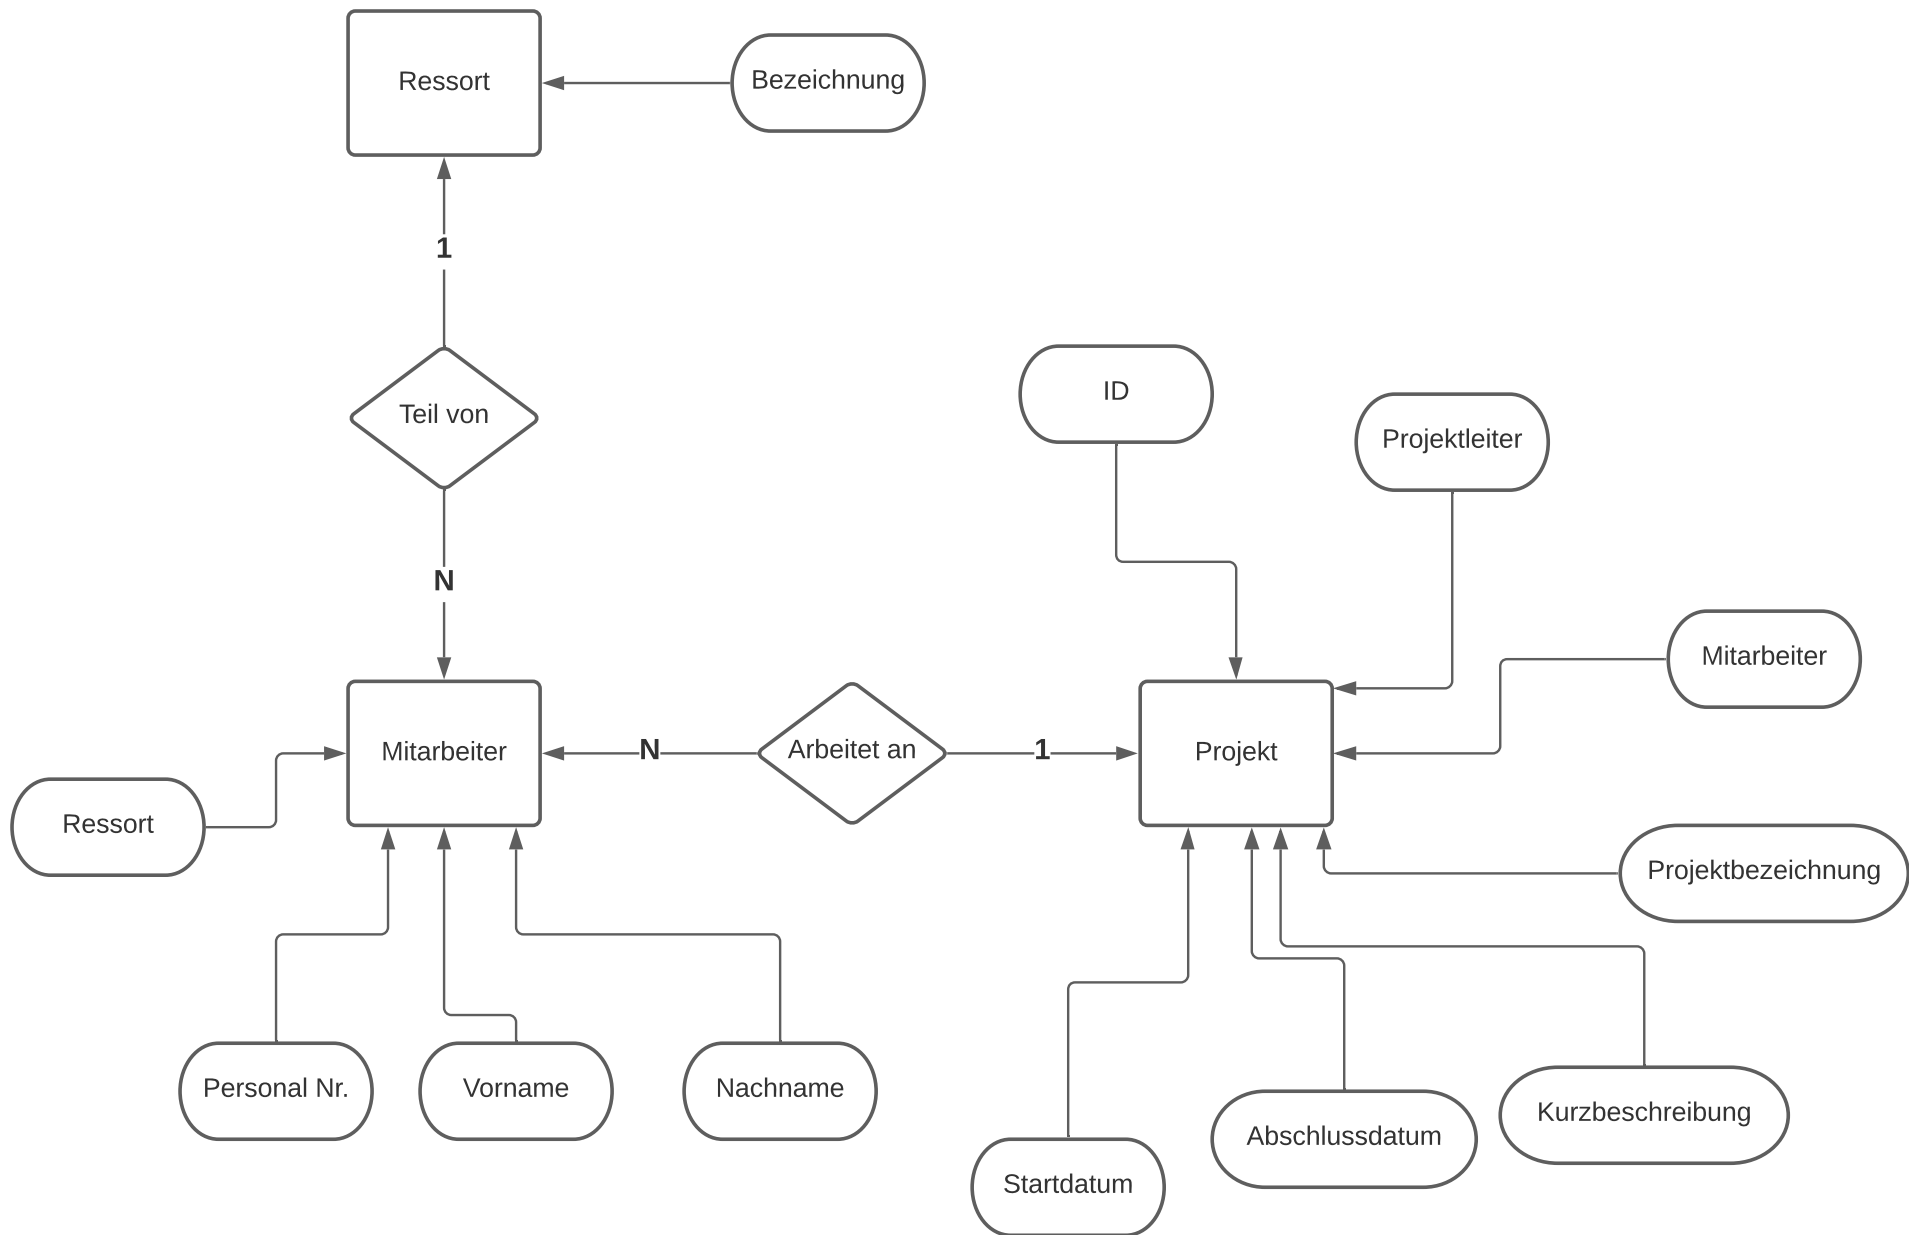 Ressort
Bezeichnung
1
Teil von
ID
Projektleiter
N
Mitarbeiter
Mitarbeiter
N
Arbeitet an
1
Projekt
Ressort
Projektbezeichnung
Personal Nr.
Vorname
Nachname
Kurzbeschreibung
Abschlussdatum
Startdatum